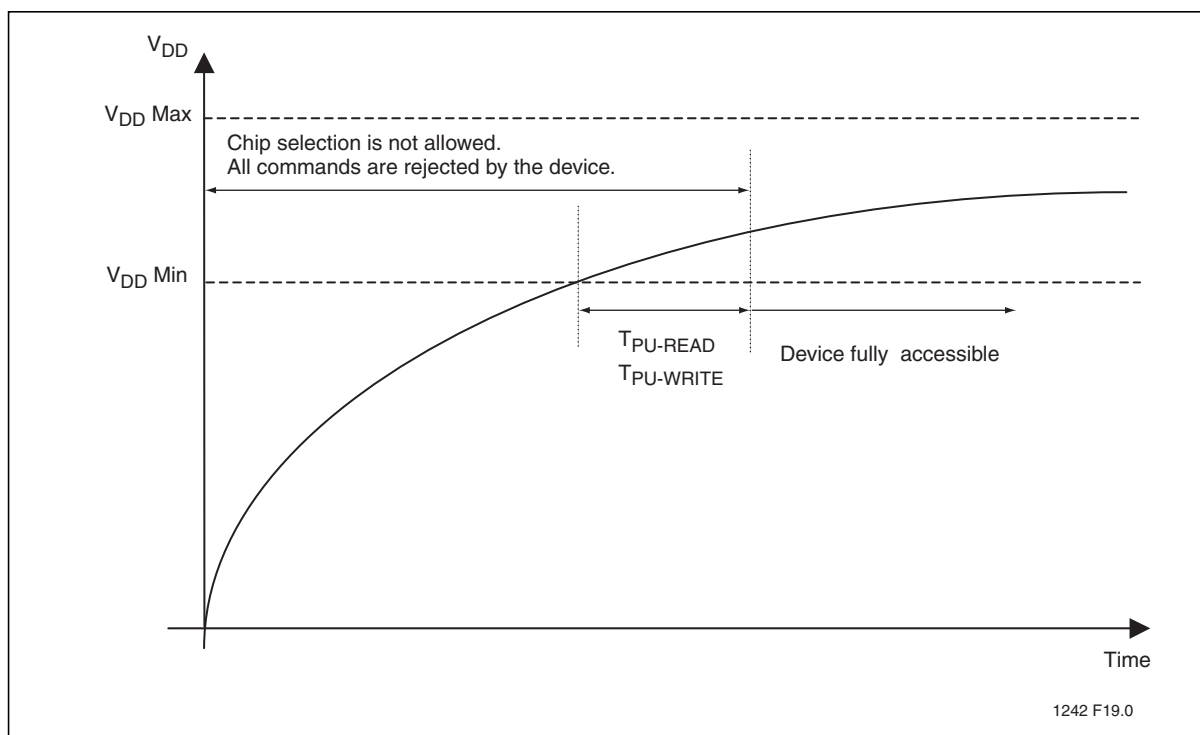 VDD
VDD Max
Chip selection is not allowed.
All commands are rejected by the device.
VDD Min
TPU-READ
TPU-WRITE
Device fully accessible
Time
1242 F19.0